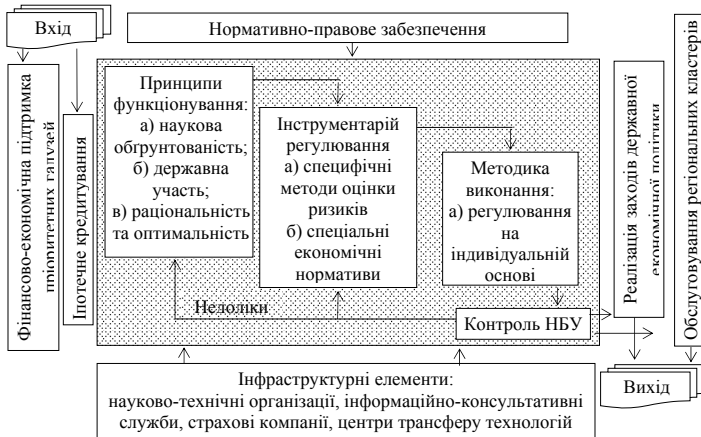 Вхід
Нормативно-правове забезпечення
Фінансово-економічна підтримка
пріоритетних галузей
Іпотечне кредитування
Принципи
функціонування:
а) наукова
обґрунтованість;
б) державна
участь;
в) раціональність
та оптимальність
Інструментарій
регулювання
а) специфічні
методи оцінки
ризиків
б) спеціальні
економічні
нормативи
Методика
виконання:
а) регулювання
на
індивідуальній
основі
Недоліки
Контроль НБУ
Реалізація заходів державної
економічної політики
Обслуговування регіональних кластерів
Вихід
Інфраструктурні елементи:
науково-технічні організації, інформаційно-консультативні
служби, страхові компанії, центри трансферу технологій